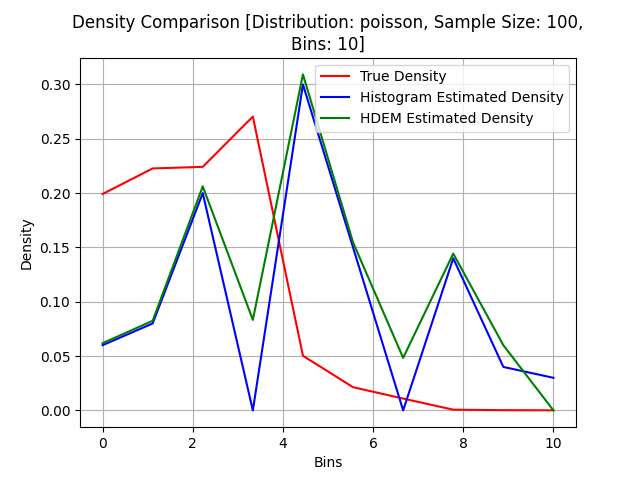 Density Comparison [Distribution: poisson, Sample Size: 100,
Bins: 10]
True Density
Histogram Estimated Density
HDEM Estimated Density
Density
0.30
0.25
0.20
0.15
0.10
0.05
0.00
0 2 4 6 8 10
Bins